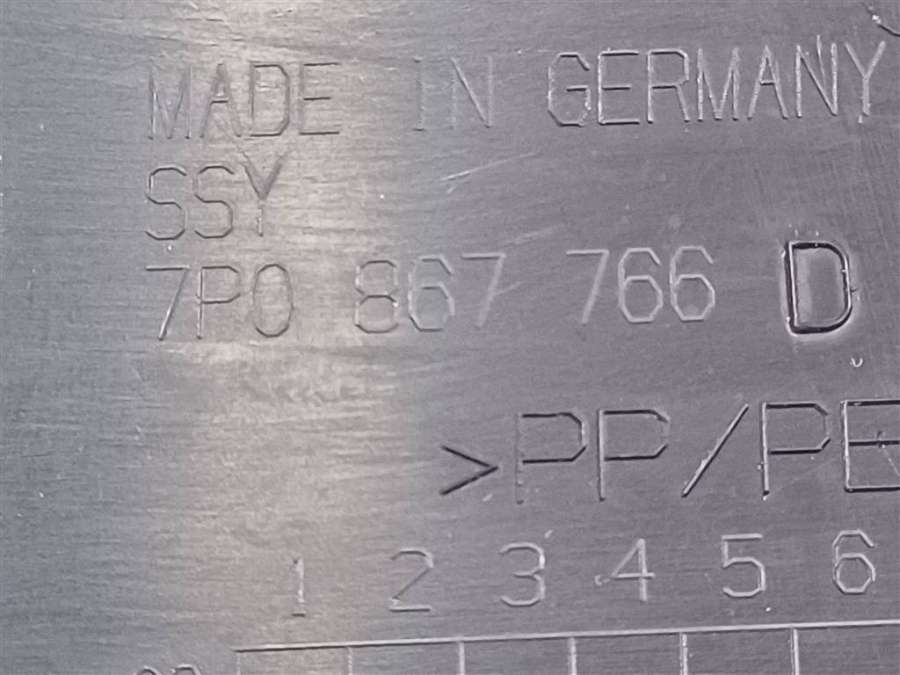 MADE IN GERMANY
SSY
7P0 867 766 D
>PP/PE
1 2 3 4 5 6